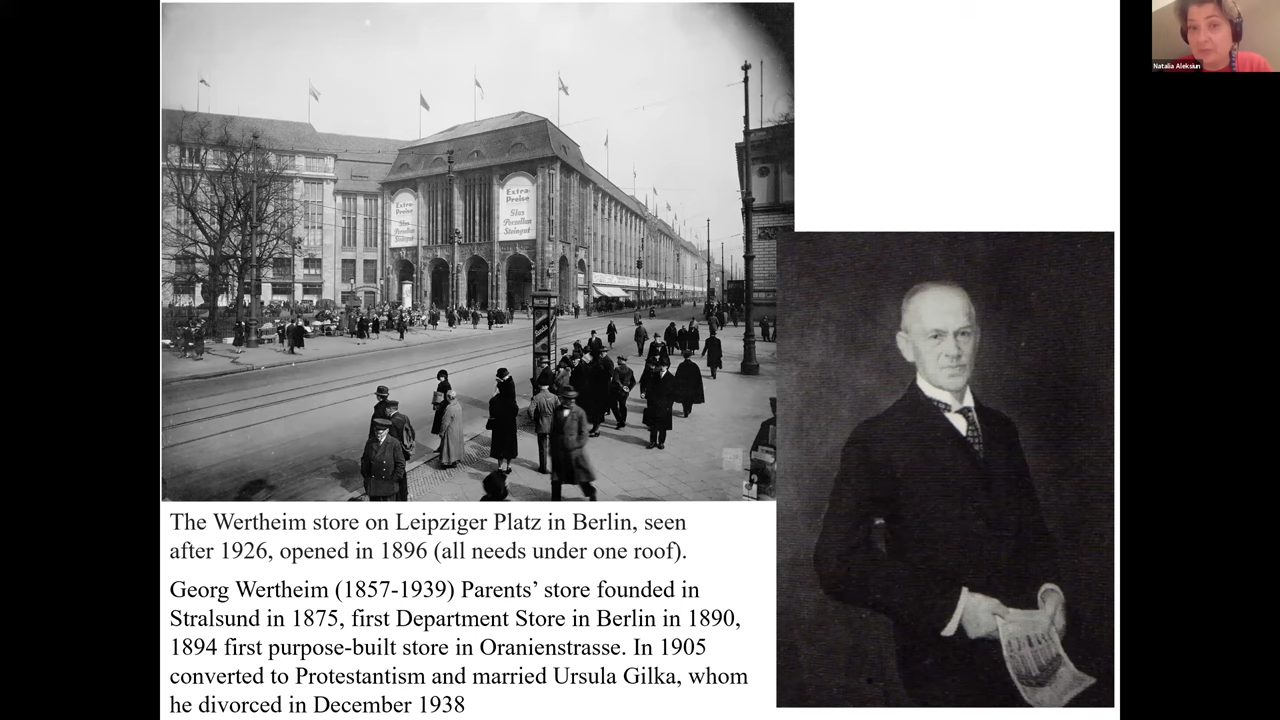 Natalia Aleksiun
Extra-
Preise
Glas
Porzellan
Steingut
Extra-
Preise
Glas
Porzellan
Steingut
The Wertheim store on Leipziger Platz in Berlin, seen
after 1926, opened in 1896 (all needs under one roof).
Georg Wertheim (1857-1939) Parents’ store founded in
Stralsund in 1875, first Department Store in Berlin in 1890,
1894 first purpose-built store in Oranienstrasse. In 1905
converted to Protestantism and married Ursula Gilka, whom
he divorced in December 1938